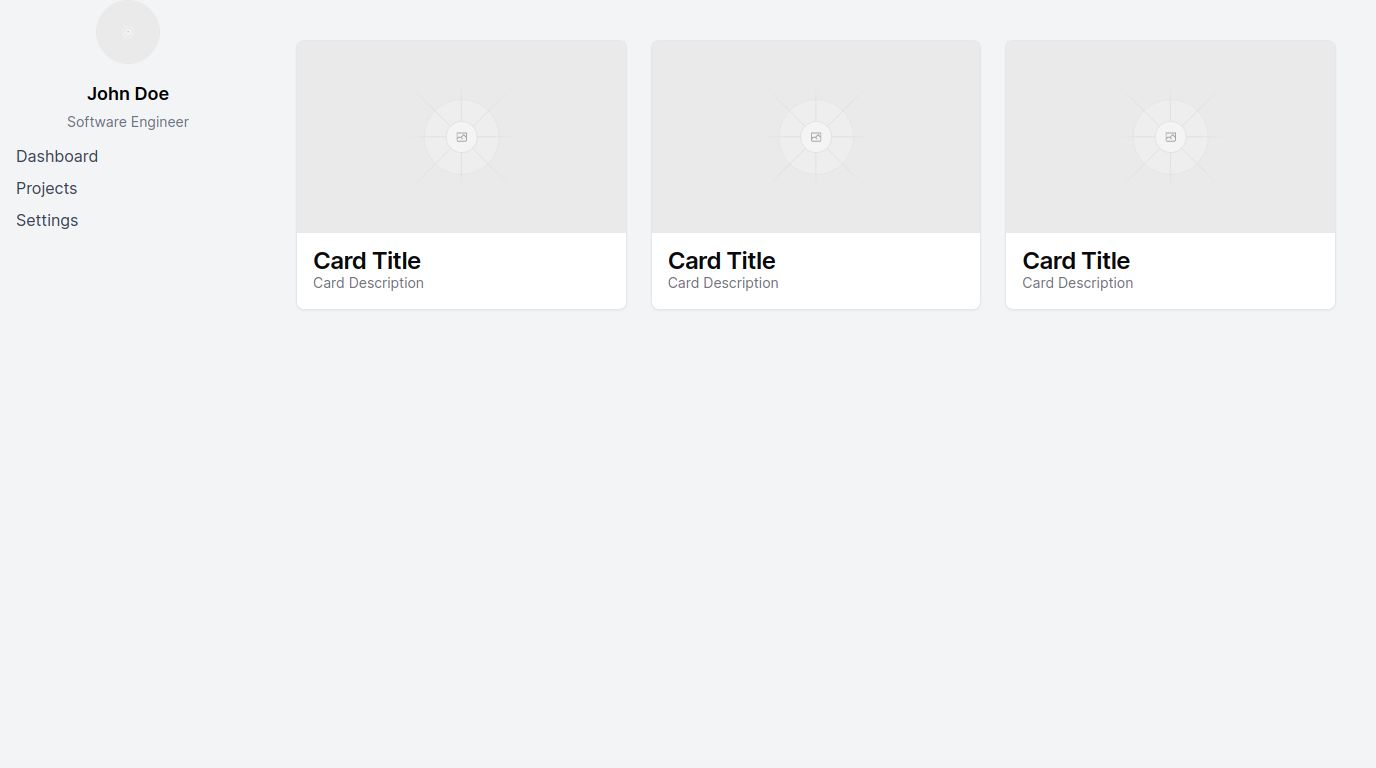 John Doe
Software Engineer
Dashboard
Projects
Settings
Card Title
Card Description
Card Title
Card Description
Card Title
Card Description